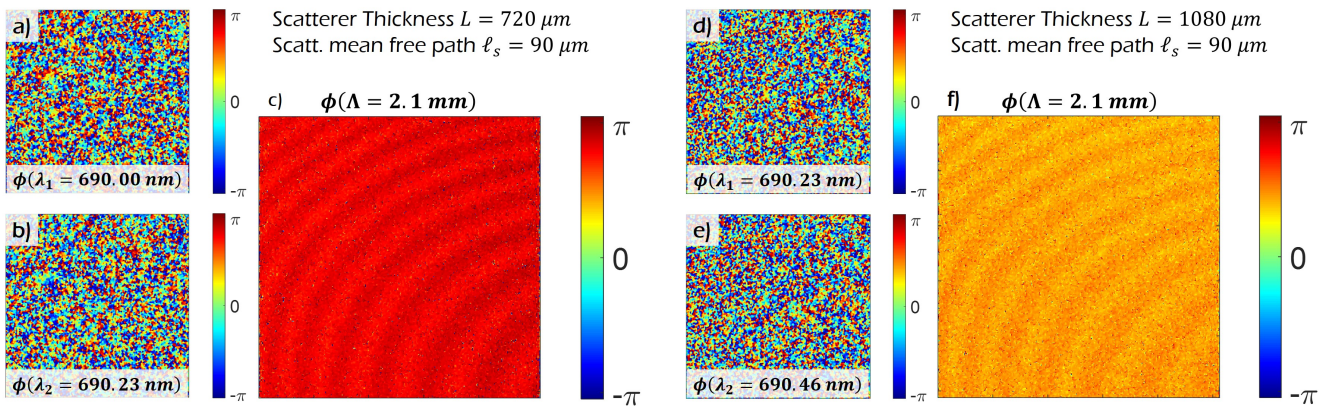 a)
π
0
-π
ϕ(λ₁ = 690.00 nm)
b)
π
0
-π
ϕ(λ₂ = 690.23 nm)
Scatterer Thickness L = 720 μm
Scatt. mean free path ℓₛ = 90 μm
c) ϕ(Λ = 2.1 mm)
π
0
-π
d)
π
0
-π
ϕ(λ₁ = 690.23 nm)
e)
π
0
-π
ϕ(λ₂ = 690.46 nm)
Scatterer Thickness L = 1080 μm
Scatt. mean free path ℓₛ = 90 μm
f) ϕ(Λ = 2.1 mm)
π
0
-π